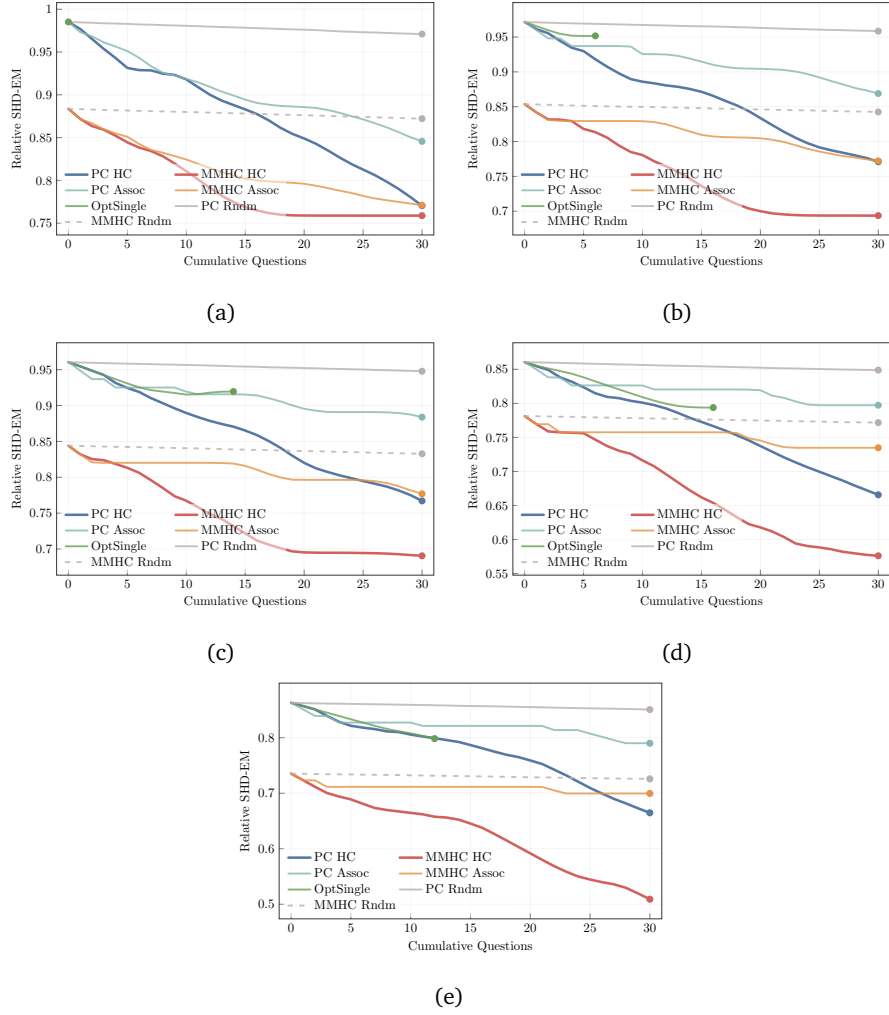 1
0.95
0.9
0.85
0.8
0.75
Relative SHD-EM
PC HC
MMHC HC
PC Assoc
MMHC Assoc
OptSingle
PC Rndm
MMHC Rndm
0 5 10 15 20 25 30
Cumulative Questions
(a)
0.95
0.9
0.85
0.8
0.75
0.7
Relative SHD-EM
PC HC
MMHC HC
PC Assoc
MMHC Assoc
OptSingle
PC Rndm
MMHC Rndm
0 5 10 15 20 25 30
Cumulative Questions
(b)
0.95
0.9
0.85
0.8
0.75
0.7
Relative SHD-EM
PC HC
MMHC HC
PC Assoc
MMHC Assoc
OptSingle
PC Rndm
MMHC Rndm
0 5 10 15 20 25 30
Cumulative Questions
(c)
0.85
0.8
0.75
0.7
0.65
0.6
0.55
Relative SHD-EM
PC HC
MMHC HC
PC Assoc
MMHC Assoc
OptSingle
PC Rndm
MMHC Rndm
0 5 10 15 20 25 30
Cumulative Questions
(d)
0.8
0.7
0.6
0.5
Relative SHD-EM
PC HC
MMHC HC
PC Assoc
MMHC Assoc
OptSingle
PC Rndm
MMHC Rndm
0 5 10 15 20 25 30
Cumulative Questions
(e)